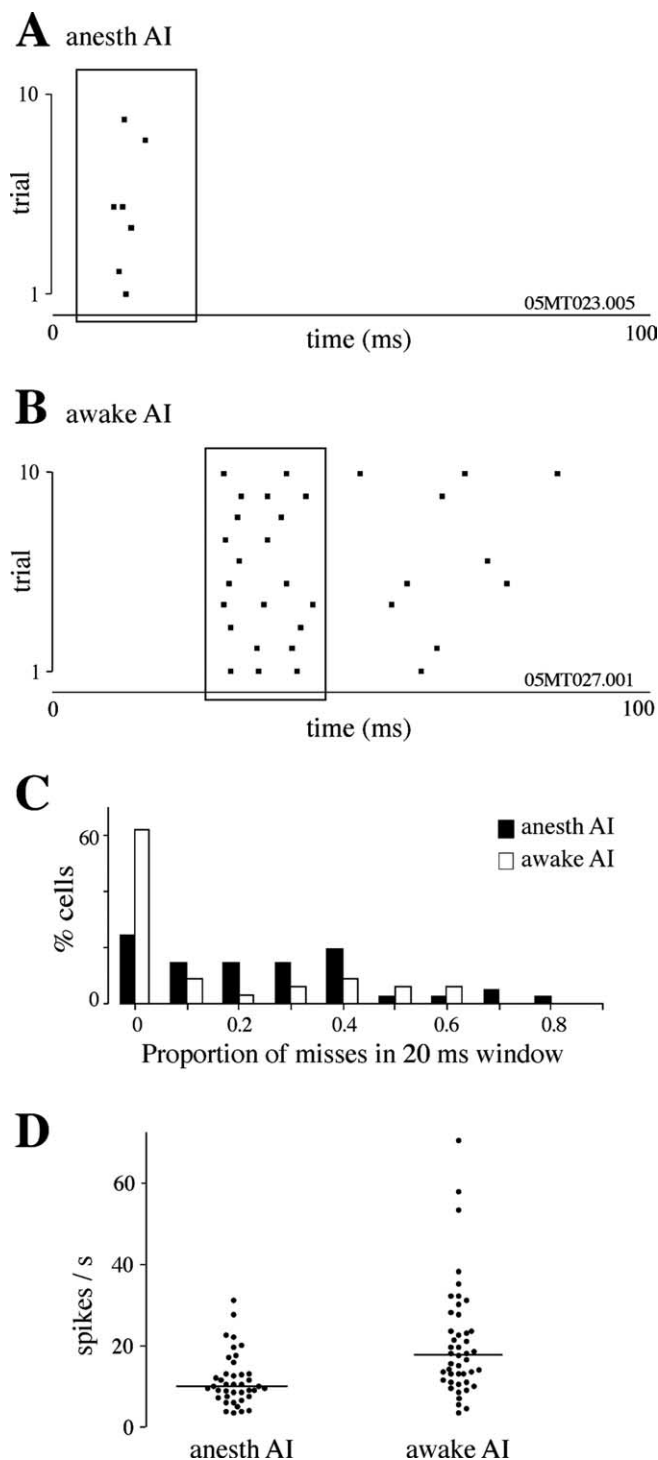 A anesth AI
10
trial
1
05MT023.005
0 time (ms) 100
B awake AI
10
trial
1
05MT027.001
0 time (ms) 100
C
60
% cells
0
anesth AI
awake AI
0 0.2 0.4 0.6 0.8
Proportion of misses in 20 ms window
D
60
40
spikes / s
20
0
anesth AI awake AI